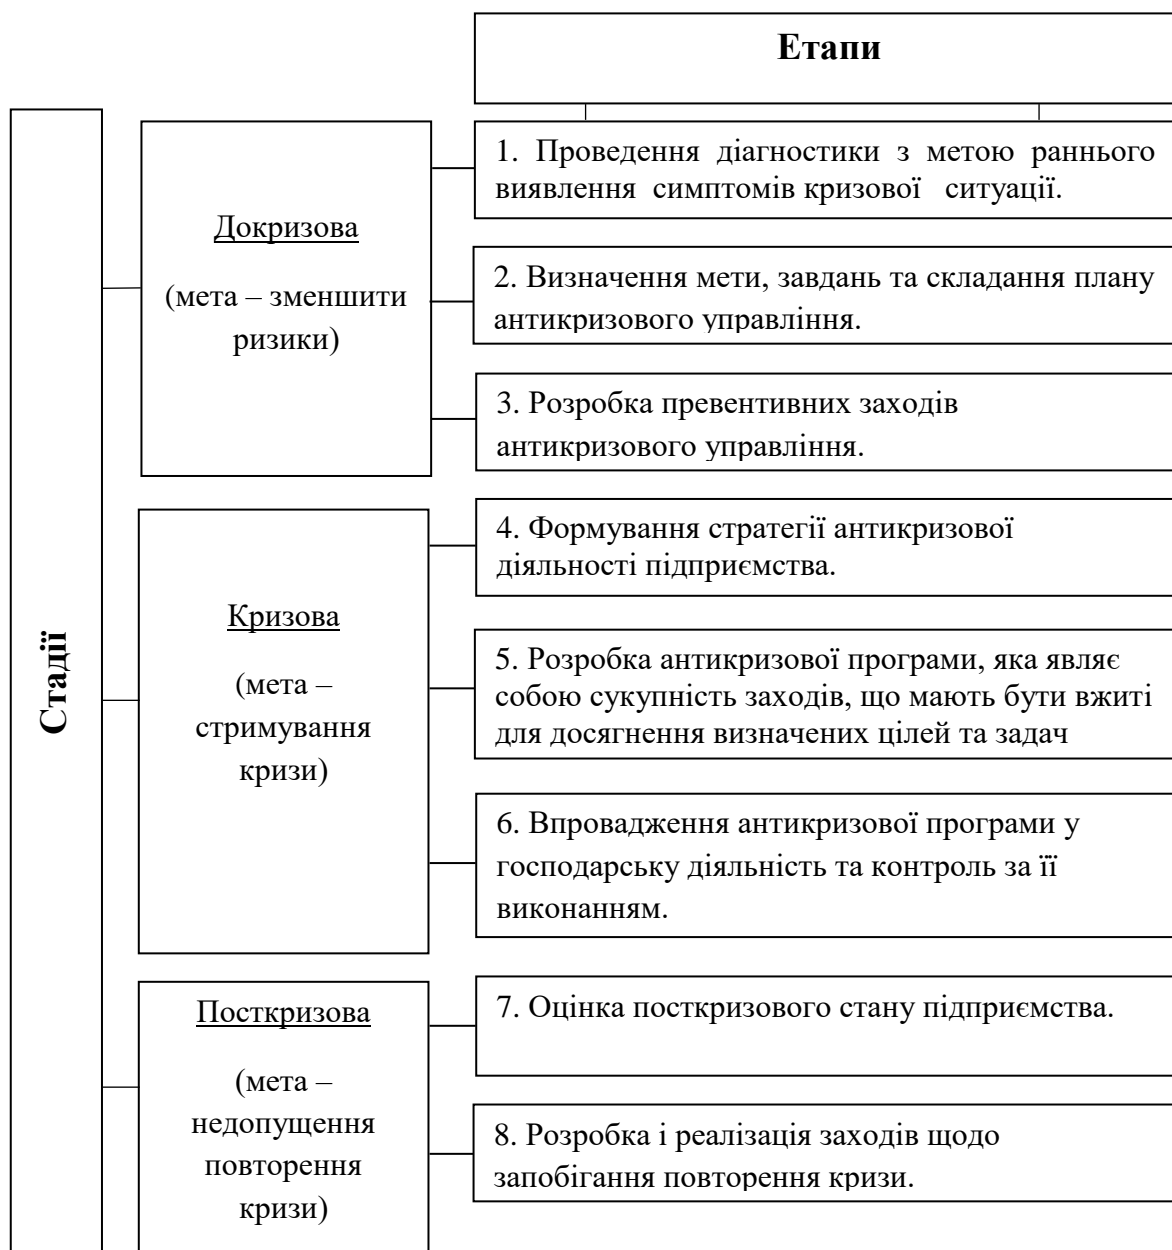 Етапи
Стадії
Докризова
(мета – зменшити
ризики)
1. Проведення діагностики з метою раннього
виявлення симптомів кризової ситуації.
2. Визначення мети, завдань та складання плану
антикризового управління.
3. Розробка превентивних заходів
антикризового управління.
Кризова
(мета –
стримування
кризи)
4. Формування стратегії антикризової
діяльності підприємства.
5. Розробка антикризової програми, яка являє
собою сукупність заходів, що мають бути вжиті
для досягнення визначених цілей та задач
6. Впровадження антикризової програми у
господарську діяльність та контроль за її
виконанням.
Посткризова
(мета –
недопущення
повторення
кризи)
7. Оцінка посткризового стану підприємства.
8. Розробка і реалізація заходів щодо
запобігання повторення кризи.